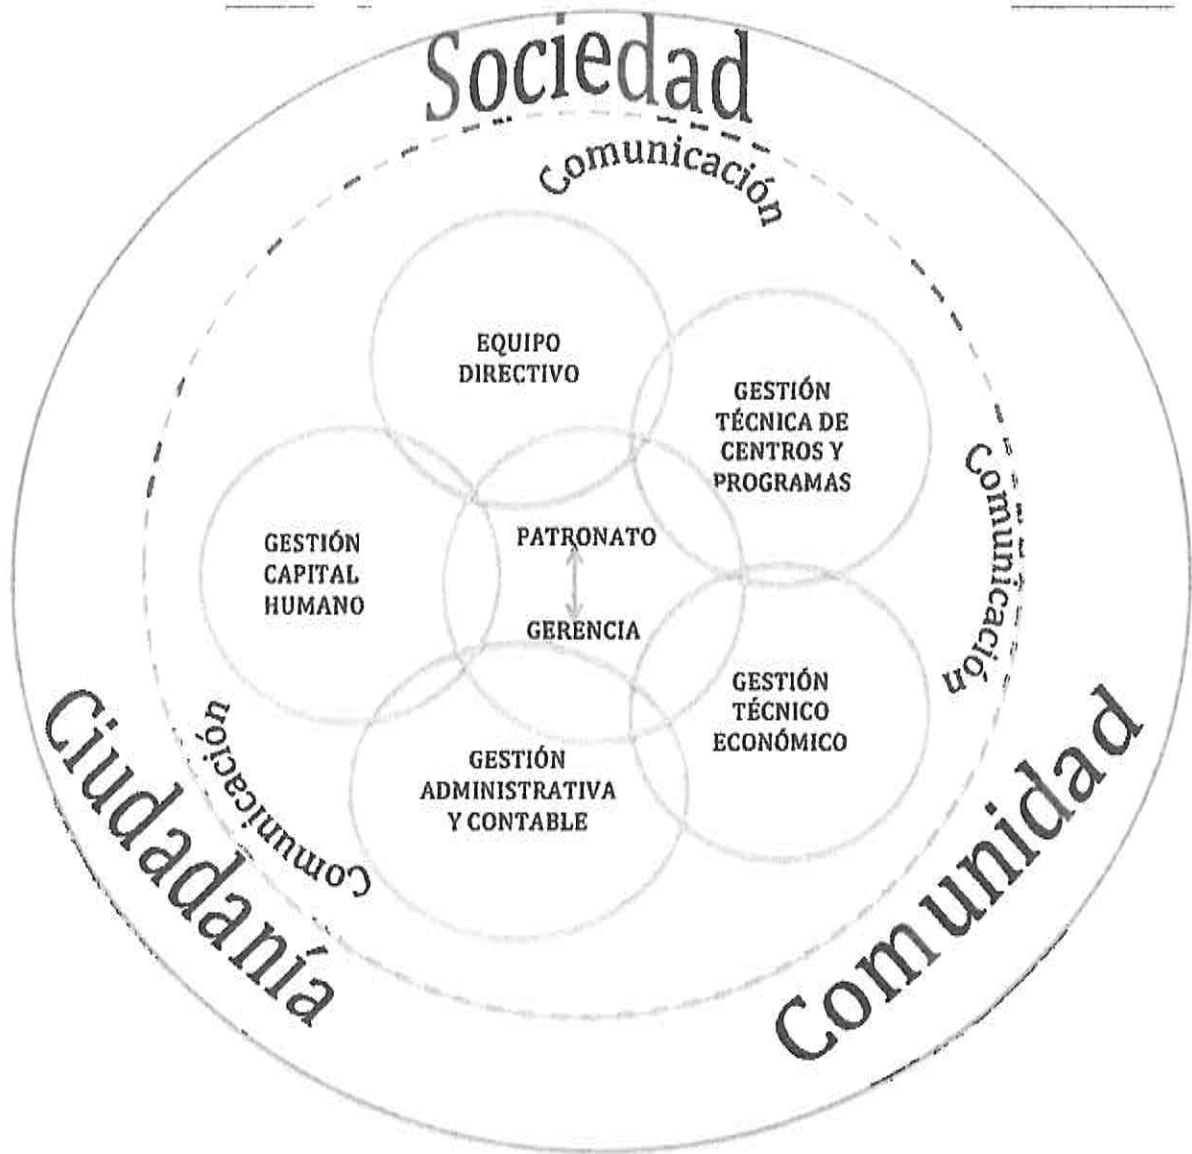 Sociedad
Comunicación
EQUIPO
DIRECTIVO
GESTIÓN
TÉCNICA DE
CENTROS Y
PROGRAMAS
Comunicación
PATRONATO
GERENCIA
GESTIÓN
CAPITAL
HUMANO
GESTIÓN
TÉCNICO
ECONÓMICO
GESTIÓN
ADMINISTRATIVA
Y CONTABLE
Comunicación
Ciudadanía
Comunidad